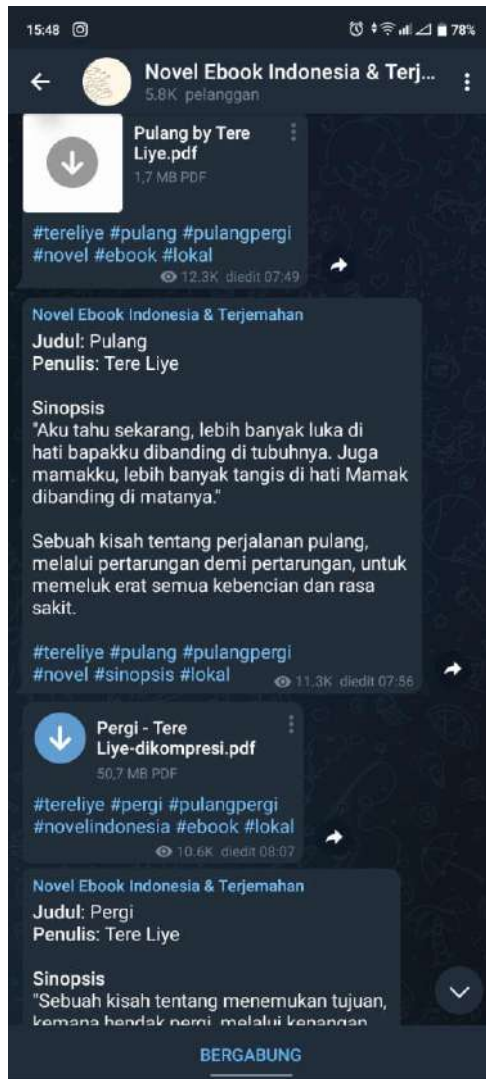 15:48
78%
Novel Ebook Indonesia & Terj...
5.8K pelanggan
Pulang by Tere
Liye.pdf
1,7 MB PDF
#tereliye #pulang #pulangpergi
#novel #ebook #lokal
12.3K diedit 07:49
Novel Ebook Indonesia & Terjemahan
Judul: Pulang
Penulis: Tere Liye
Sinopsis
"Aku tahu sekarang, lebih banyak luka di
hati bapakku dibanding di tubuhnya. Juga
mamakku, lebih banyak tangis di hati Mamak
dibanding di matanya."
Sebuah kisah tentang perjalanan pulang,
melalui pertarungan demi pertarungan, untuk
memeluk erat semua kebencian dan rasa
sakit.
#tereliye #pulang #pulangpergi
#novel #sinopsis #lokal
11.3K diedit 07:56
Pergi - Tere
Liye-dikompresi.pdf
50,7 MB PDF
#tereliye #pergi #pulangpergi
#novelindonesia #ebook #lokal
10.6K diedit 08:07
Novel Ebook Indonesia & Terjemahan
Judul: Pergi
Penulis: Tere Liye
Sinopsis
"Sebuah kisah tentang menemukan tujuan,
kemana hendak pergi, melalui kenangan
BERGABUNG